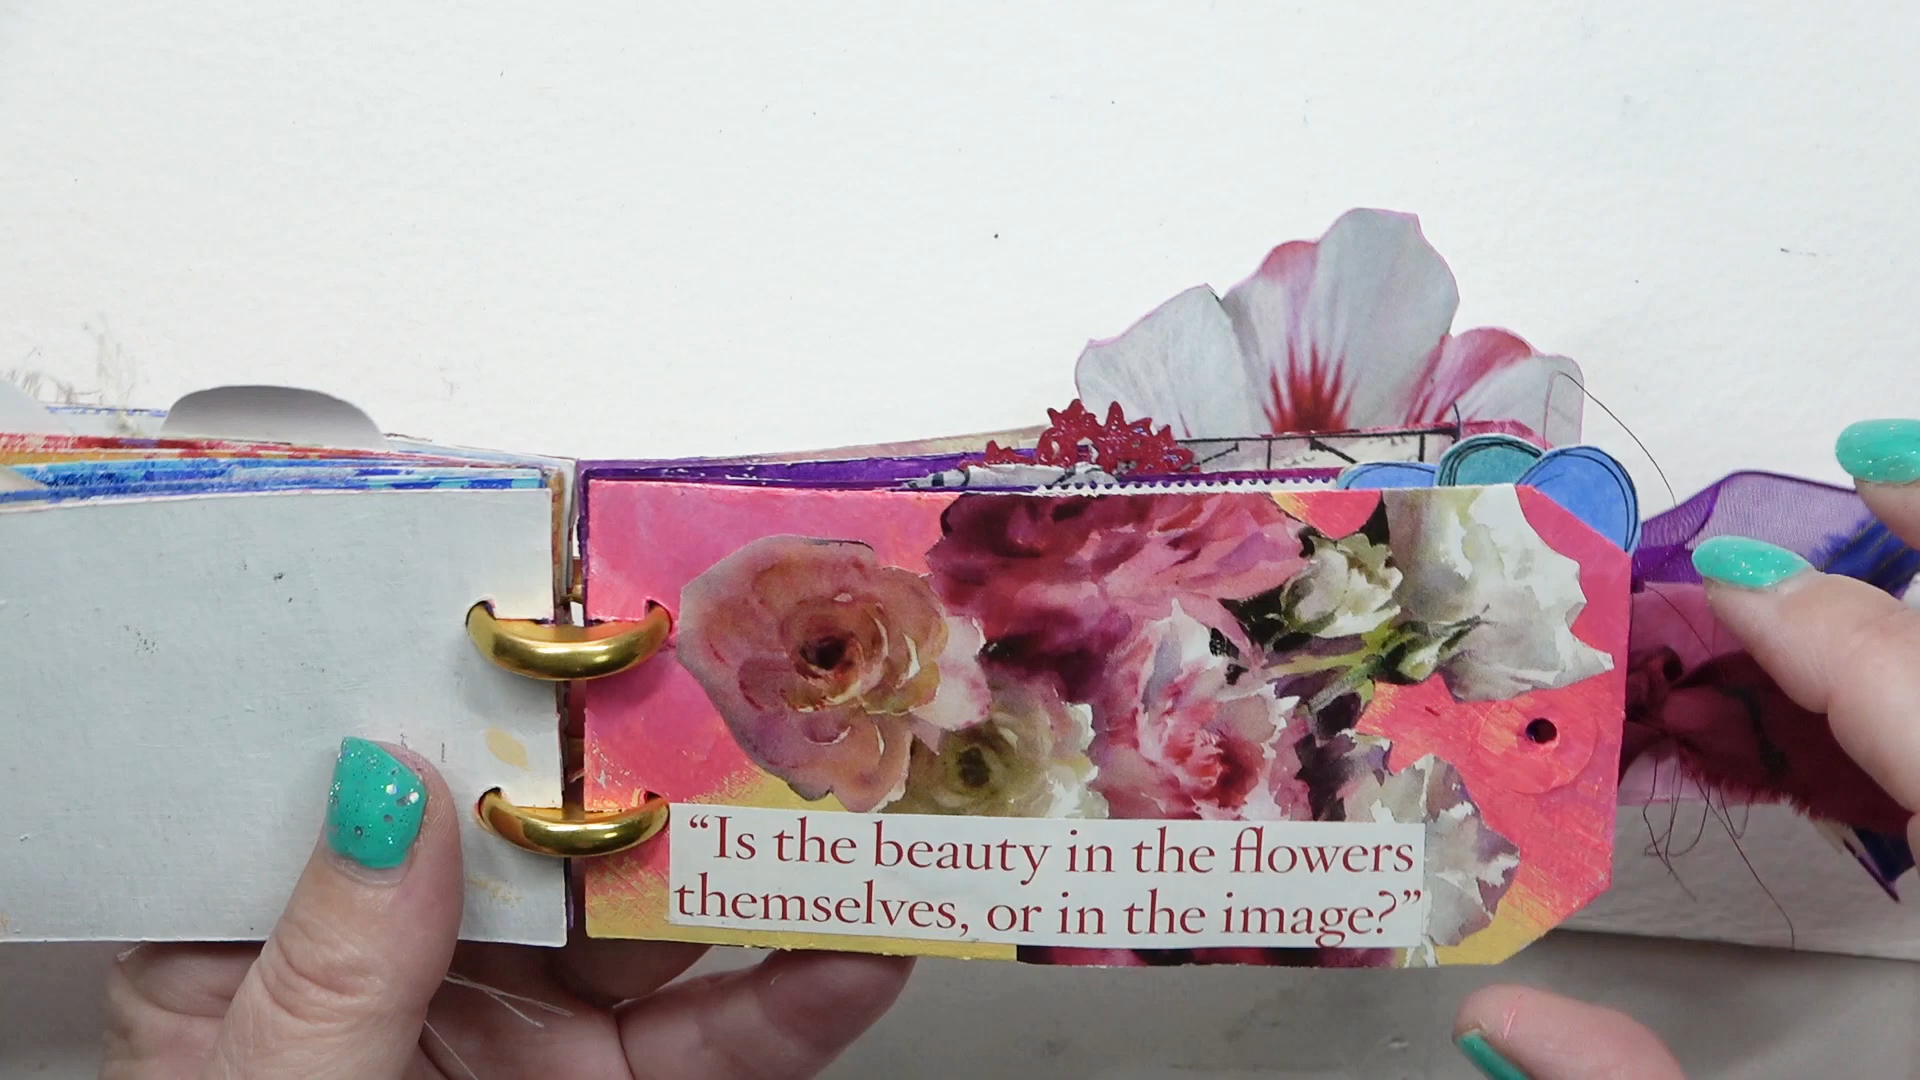 “Is the beauty in the flowers
themselves, or in the image?”